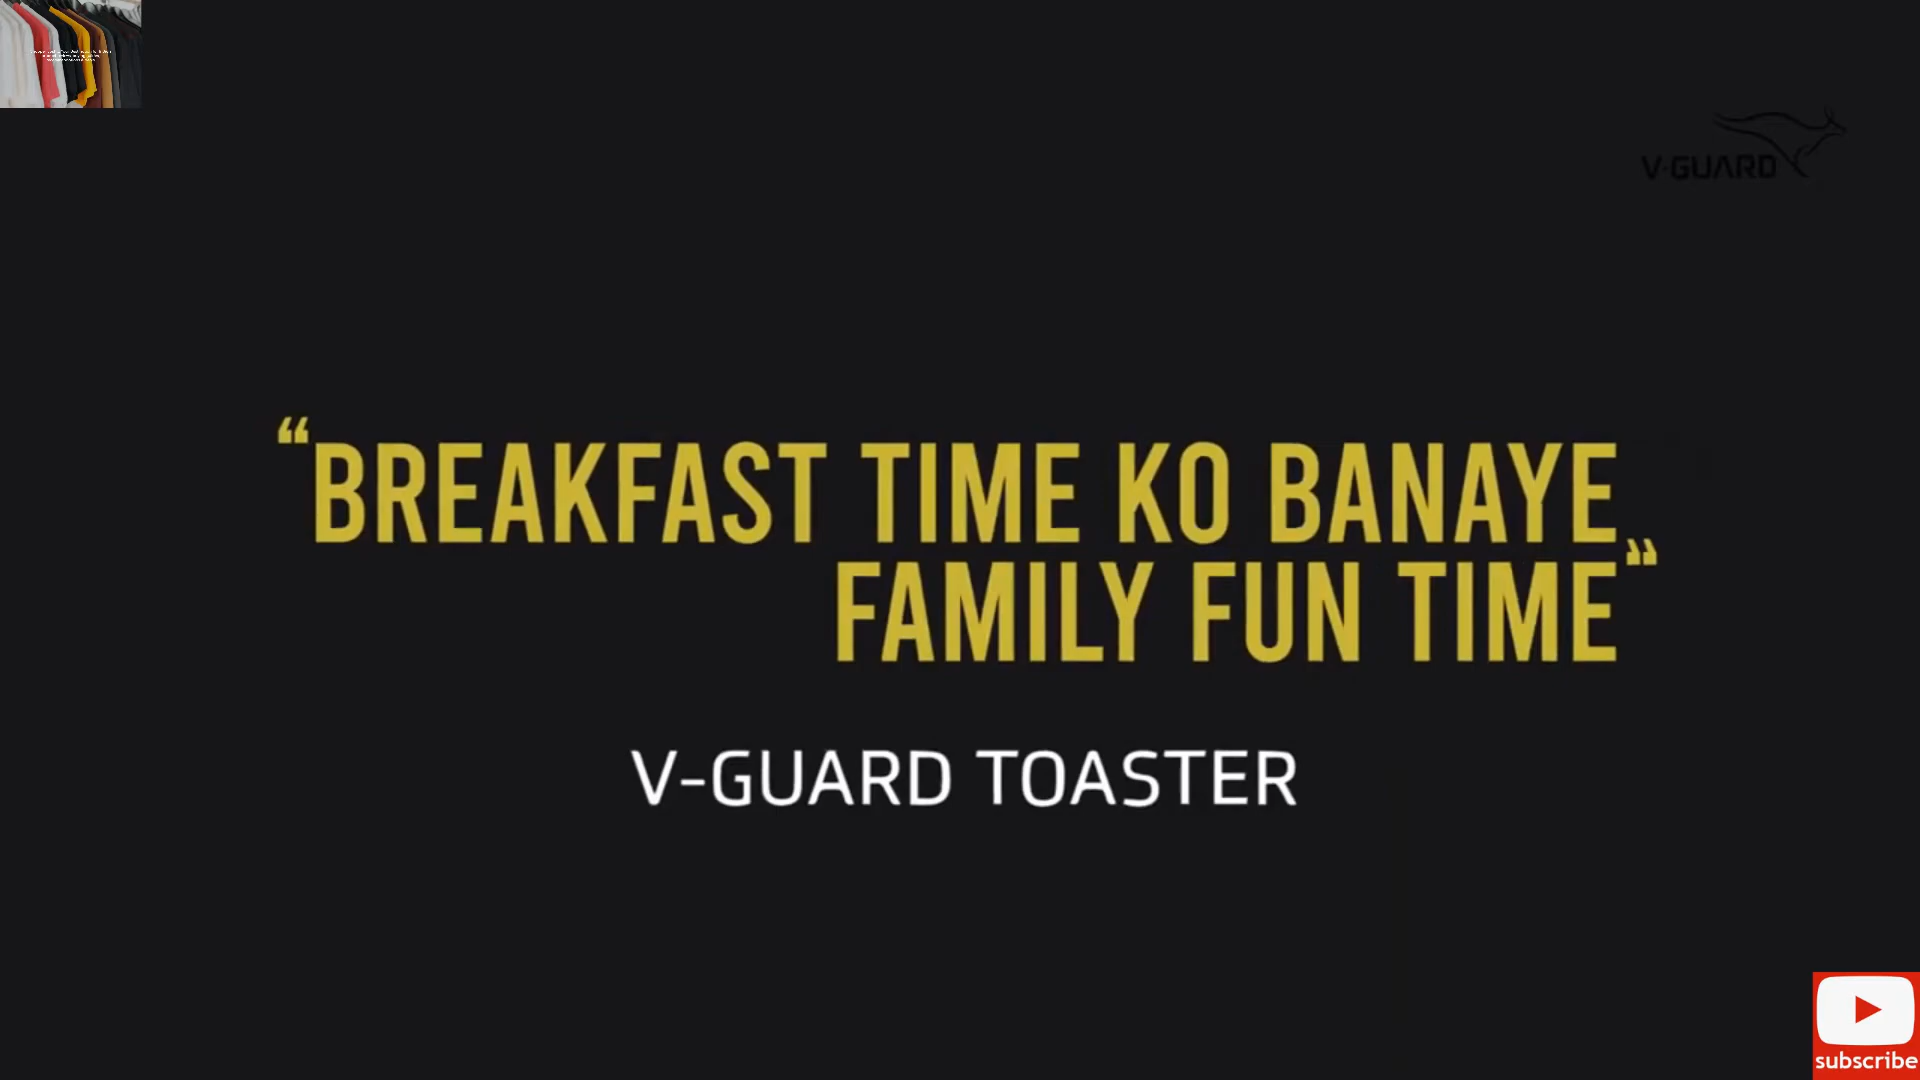 V-GUARD
“BREAKFAST TIME KO BANAYE
FAMILY FUN TIME”
V-GUARD TOASTER
subscribe